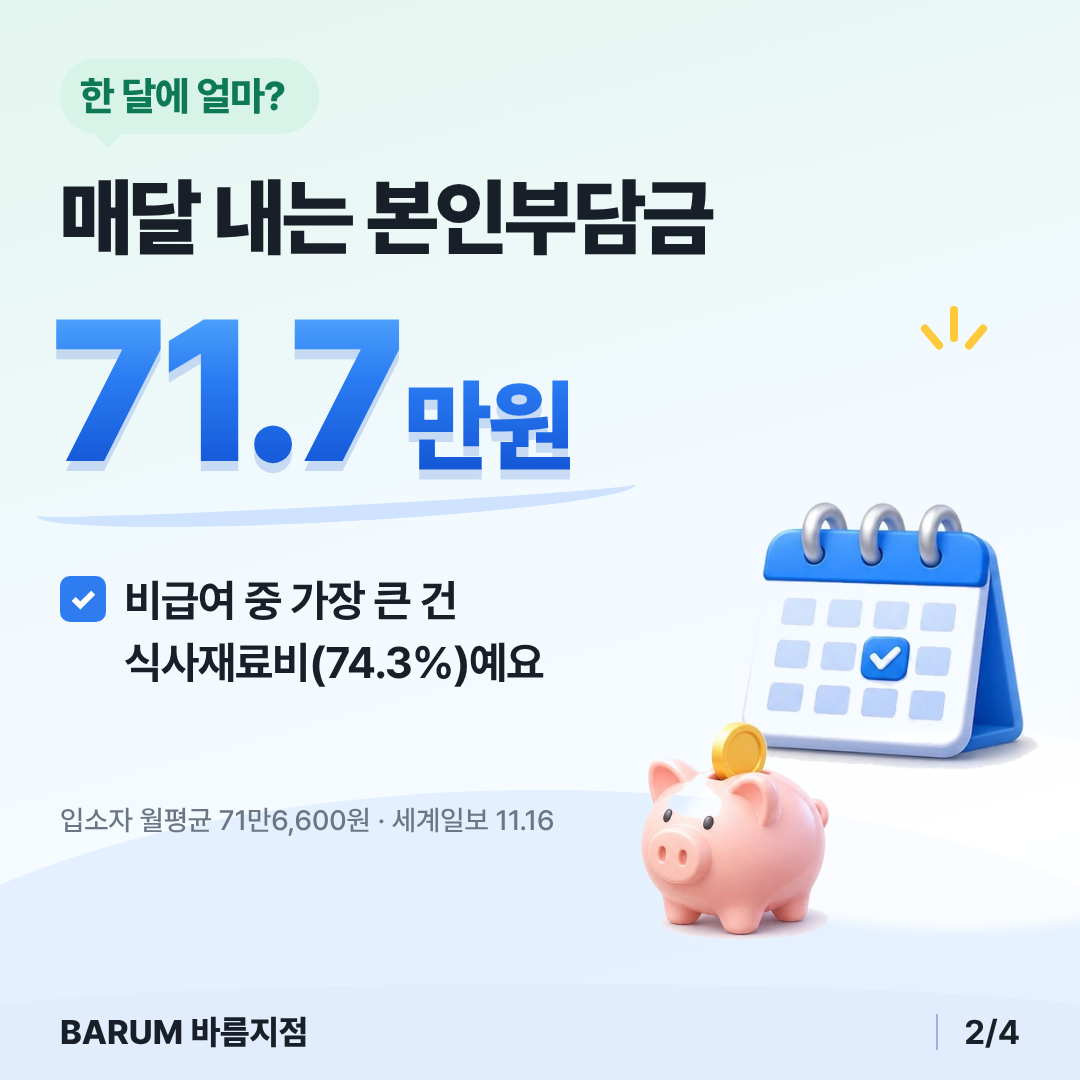 한 달에 얼마?
매달 내는 본인부담금
71.7만원
비급여 중 가장 큰 건
식사재료비(74.3%)예요
입소자 월평균 71만6,600원 · 세계일보 11.16
BARUM 바름지점
2/4